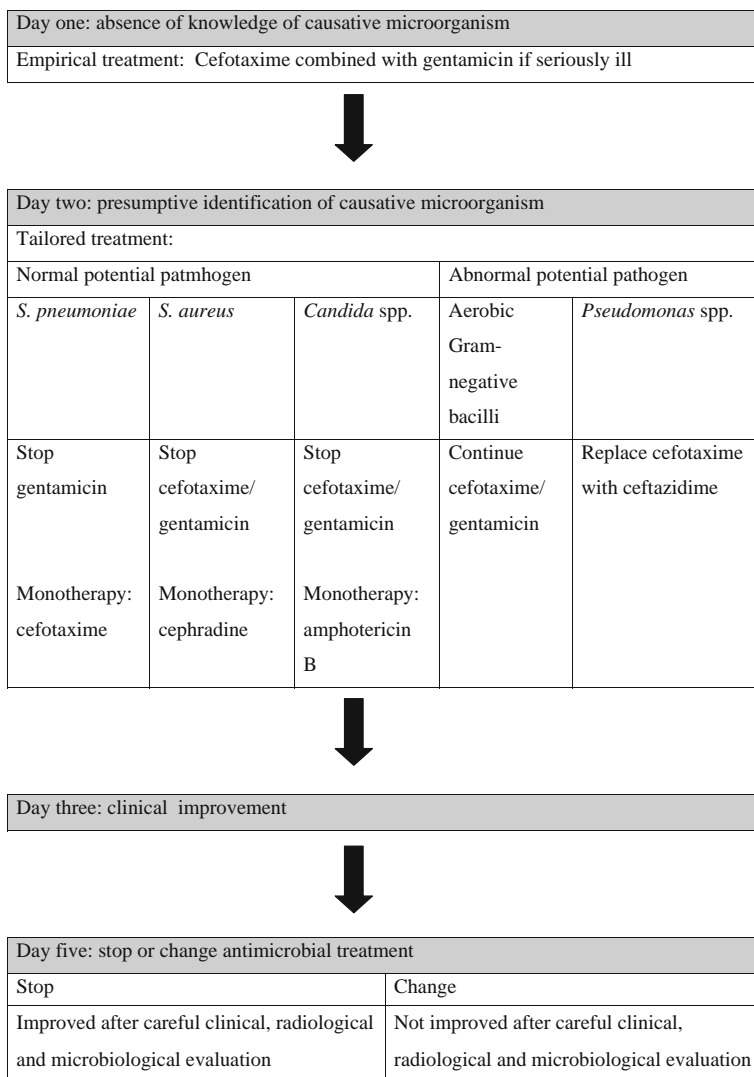 Day one: absence of knowledge of causative microorganism
Empirical treatment: Cefotaxime combined with gentamicin if seriously ill
Day two: presumptive identification of causative microorganism
Tailored treatment:
Normal potential patmhogen
Abnormal potential pathogen
S. pneumoniae
S. aureus
Candida spp.
Aerobic
Gram-
negative
bacilli
Pseudomonas spp.
Stop
gentamicin
Monotherapy:
cefotaxime
Stop
cefotaxime/
gentamicin
Monotherapy:
cephradine
Stop
cefotaxime/
gentamicin
Monotherapy:
amphotericin
B
Continue
cefotaxime/
gentamicin
Replace cefotaxime
with ceftazidime
Day three: clinical improvement
Day five: stop or change antimicrobial treatment
Stop
Change
Improved after careful clinical, radiological
and microbiological evaluation
Not improved after careful clinical,
radiological and microbiological evaluation